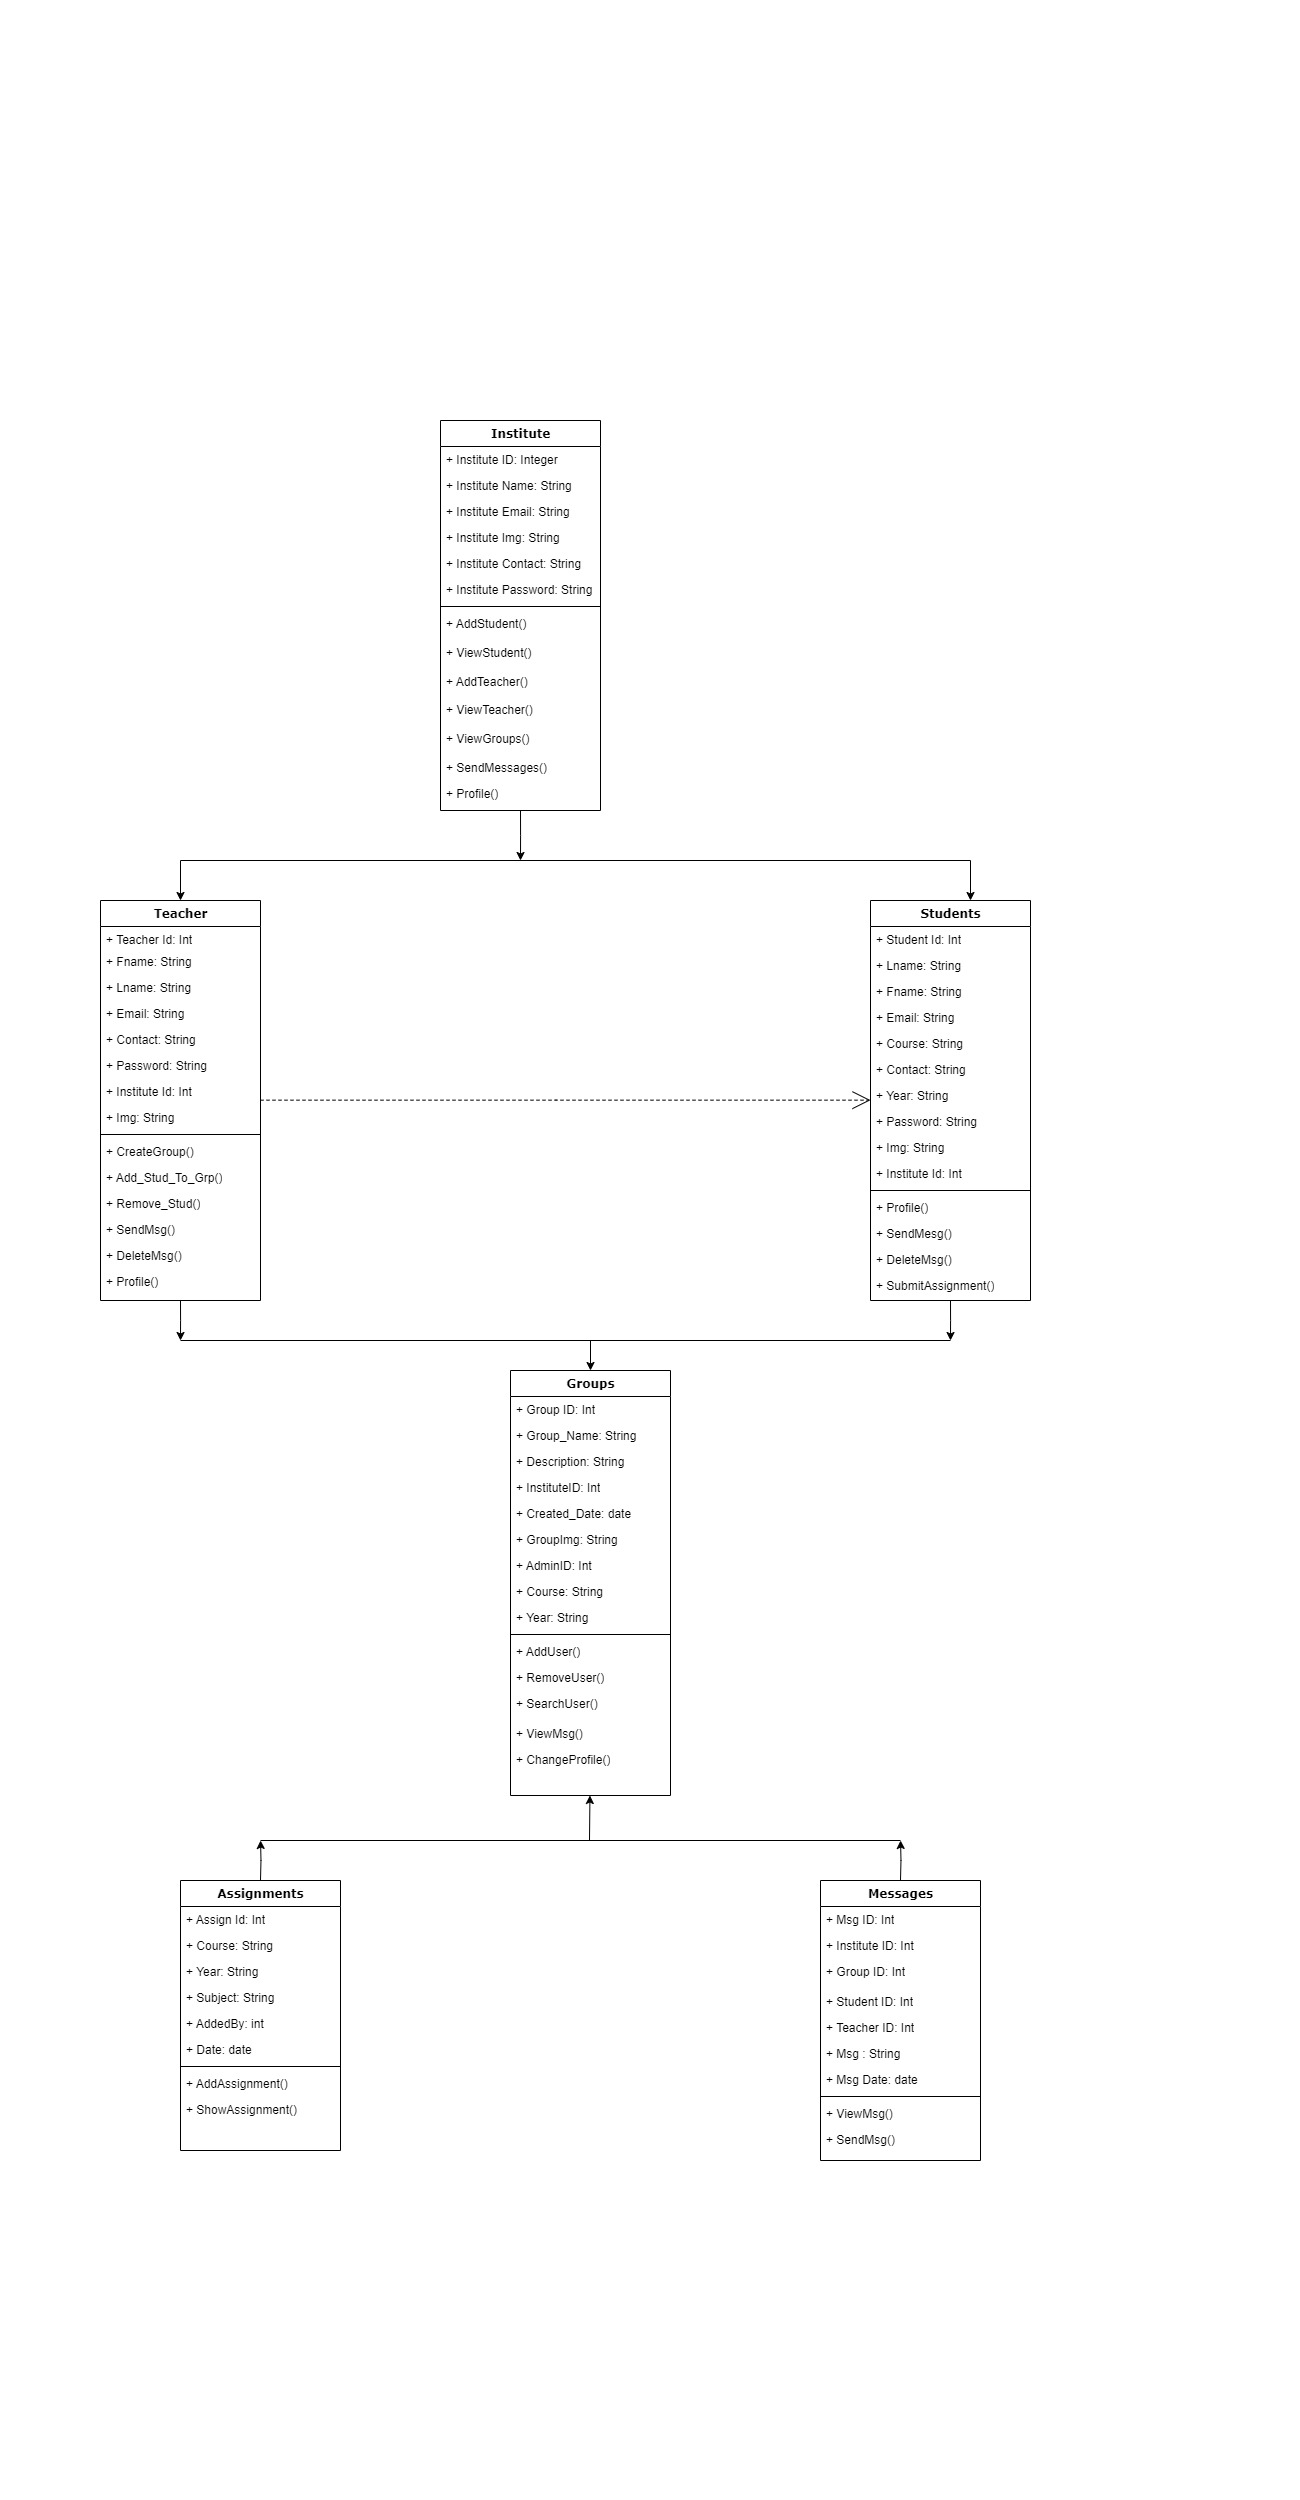 Institute
+ Institute ID: Integer
+ Institute Name: String
+ Institute Email: String
+ Institute Img: String
+ Institute Contact: String
+ Institute Password: String
+ AddStudent()
+ ViewStudent()
+ AddTeacher()
+ ViewTeacher()
+ ViewGroups()
+ SendMessages()
+ Profile()
Teacher
+ Teacher Id: Int
+ Fname: String
+ Lname: String
+ Email: String
+ Contact: String
+ Password: String
+ Institute Id: Int
+ Img: String
+ CreateGroup()
+ Add_Stud_To_Grp()
+ Remove_Stud()
+ SendMsg()
+ DeleteMsg()
+ Profile()
Students
+ Student Id: Int
+ Lname: String
+ Fname: String
+ Email: String
+ Course: String
+ Contact: String
+ Year: String
+ Password: String
+ Img: String
+ Institute Id: Int
+ Profile()
+ SendMesg()
+ DeleteMsg()
+ SubmitAssignment()
Groups
+ Group ID: Int
+ Group_Name: String
+ Description: String
+ InstituteID: Int
+ Created_Date: date
+ GroupImg: String
+ AdminID: Int
+ Course: String
+ Year: String
+ AddUser()
+ RemoveUser()
+ SearchUser()
+ ViewMsg()
+ ChangeProfile()
Assignments
+ Assign Id: Int
+ Course: String
+ Year: String
+ Subject: String
+ AddedBy: int
+ Date: date
+ AddAssignment()
+ ShowAssignment()
Messages
+ Msg ID: Int
+ Institute ID: Int
+ Group ID: Int
+ Student ID: Int
+ Teacher ID: Int
+ Msg : String
+ Msg Date: date
+ ViewMsg()
+ SendMsg()